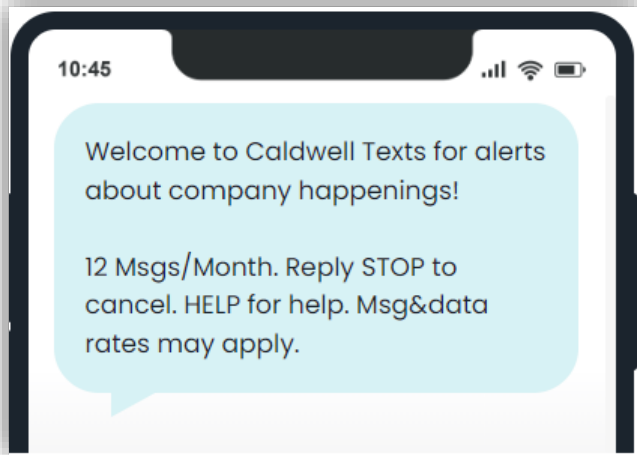 10:45
Welcome to Caldwell Texts for alerts
about company happenings!
12 Msgs/Month. Reply STOP to
cancel. HELP for help. Msg&data
rates may apply.